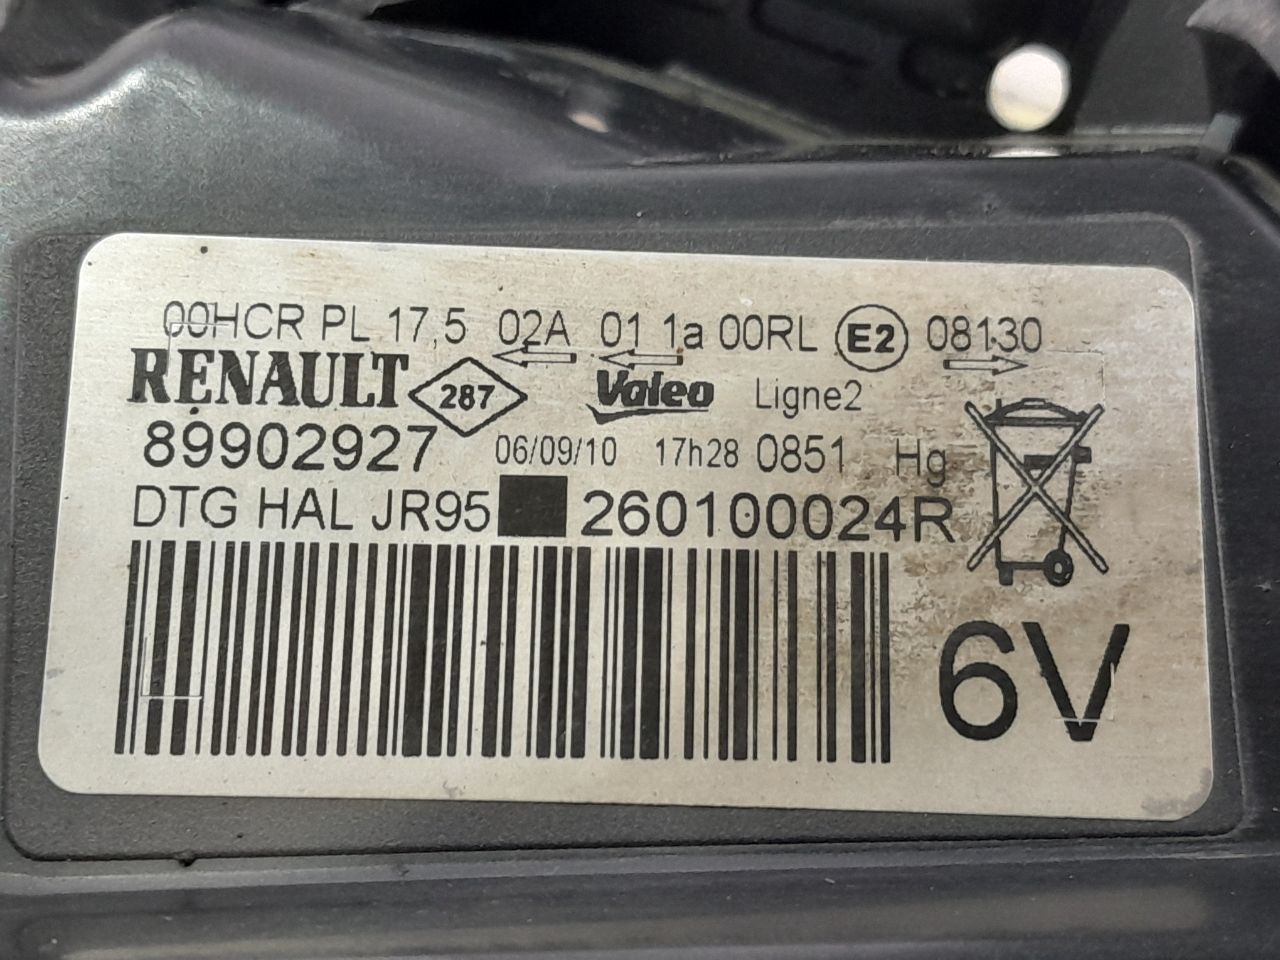 00HCR PL 17,5 02A 01 1a 00RL E2 08130
RENAULT 287 Valeo Ligne2
89902927 06/09/10 17h28 0851 Hg
DTG HAL JR95 260100024R
6V